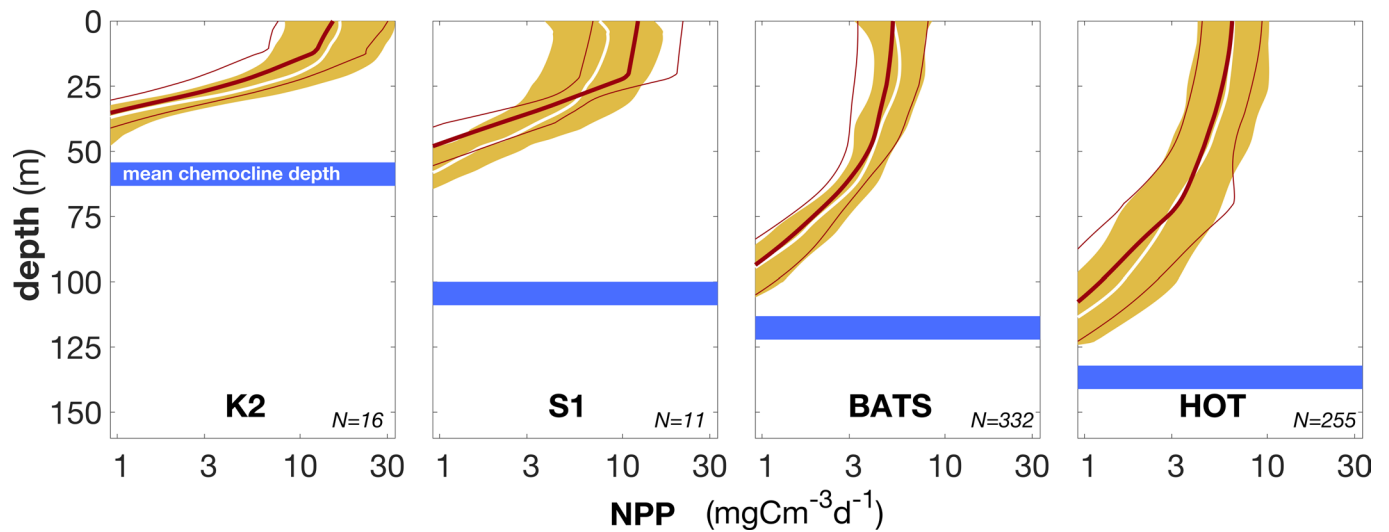 depth (m)
0
25
50
75
100
125
150
mean chemocline depth
K2
N=16
S1
N=11
BATS
N=332
HOT
N=255
1 3 10 30 1 3 10 30 1 3 10 30 1 3 10 30
NPP (mgCm⁻³d⁻¹)